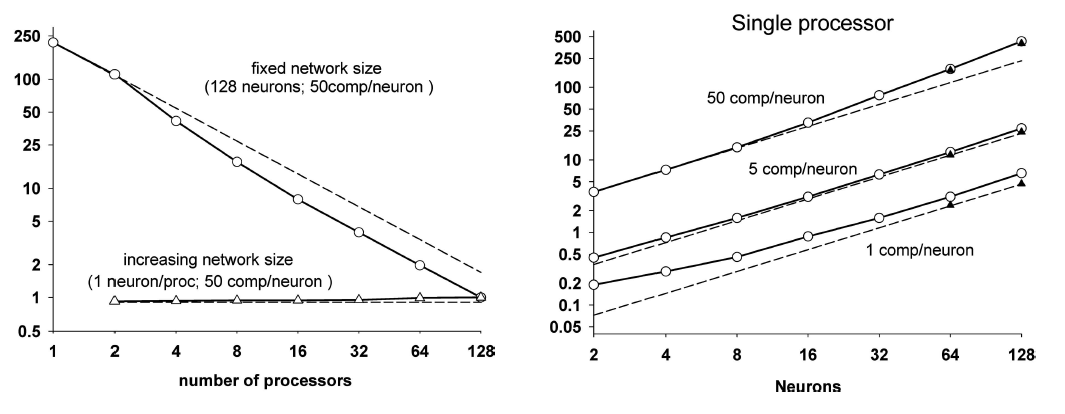 250
100
50
25
10
5
2
1
0.5
fixed network size
(128 neurons; 50comp/neuron )
increasing network size
(1 neuron/proc; 50 comp/neuron )
1 2 4 8 16 32 64 128
number of processors
Single processor
500
250
100
50
25
10
5
2
1
0.5
0.2
0.1
0.05
50 comp/neuron
5 comp/neuron
1 comp/neuron
2 4 8 16 32 64 128
Neurons